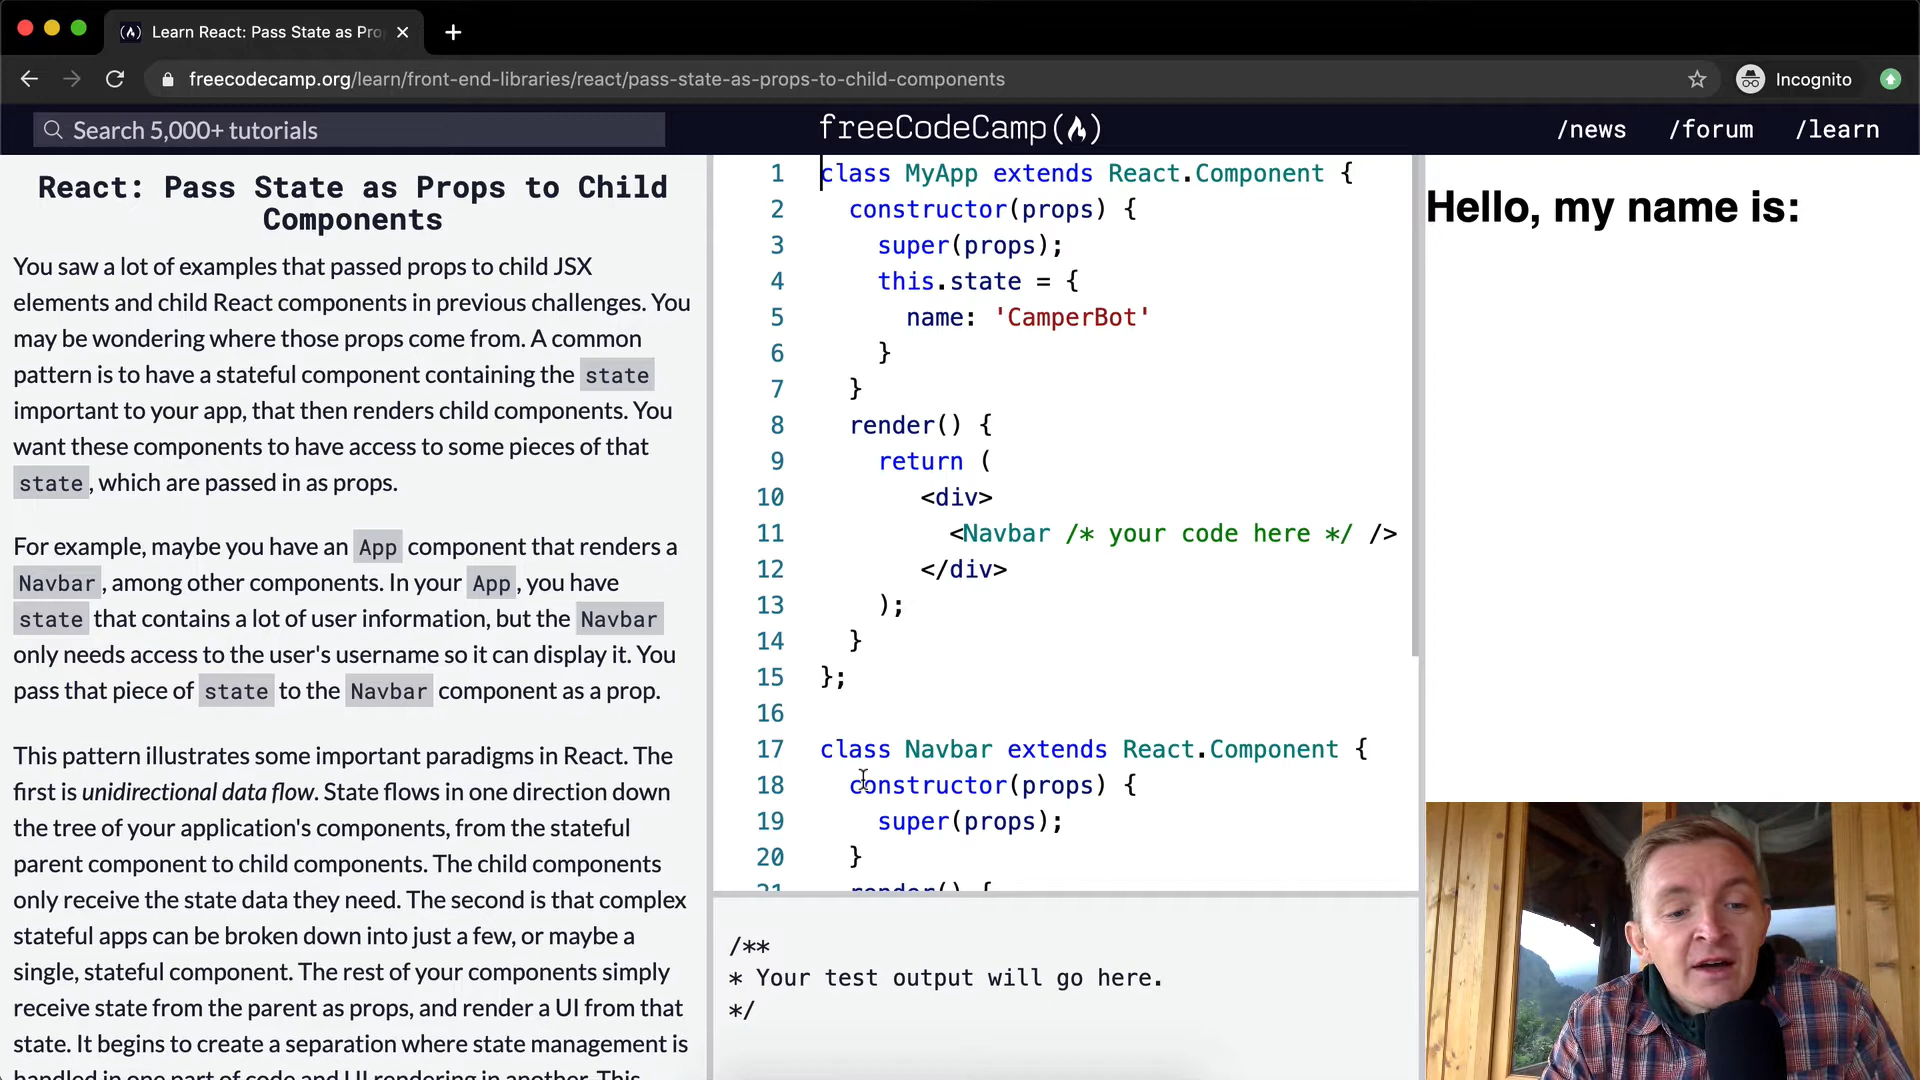 Learn React: Pass State as Pro
freecodecamp.org/learn/front-end-libraries/react/pass-state-as-props-to-child-components
Incognito
Search 5,000+ tutorials
freeCodeCamp(🔥)
/news /forum /learn
React: Pass State as Props to Child
Components
You saw a lot of examples that passed props to child JSX
elements and child React components in previous challenges. You
may be wondering where those props come from. A common
pattern is to have a stateful component containing the state
important to your app, that then renders child components. You
want these components to have access to some pieces of that
state, which are passed in as props.
For example, maybe you have an App component that renders a
Navbar, among other components. In your App, you have
state that contains a lot of user information, but the Navbar
only needs access to the user's username so it can display it. You
pass that piece of state to the Navbar component as a prop.
This pattern illustrates some important paradigms in React. The
first is unidirectional data flow. State flows in one direction down
the tree of your application's components, from the stateful
parent component to child components. The child components
only receive the state data they need. The second is that complex
stateful apps can be broken down into just a few, or maybe a
single, stateful component. The rest of your components simply
receive state from the parent as props, and render a UI from that
state. It begins to create a separation where state management is
handled in one part of code and UI rendering in another. This
1 class MyApp extends React.Component {
2 constructor(props) {
3 super(props);
4 this.state = {
5 name: 'CamperBot'
6 }
7 }
8 render() {
9 return (
10 <div>
11 <Navbar /* your code here */ />
12 </div>
13 );
14 }
15 };
16
17 class Navbar extends React.Component {
18 constructor(props) {
19 super(props);
20 }
21 render() {
/**
* Your test output will go here.
*/
Hello, my name is: